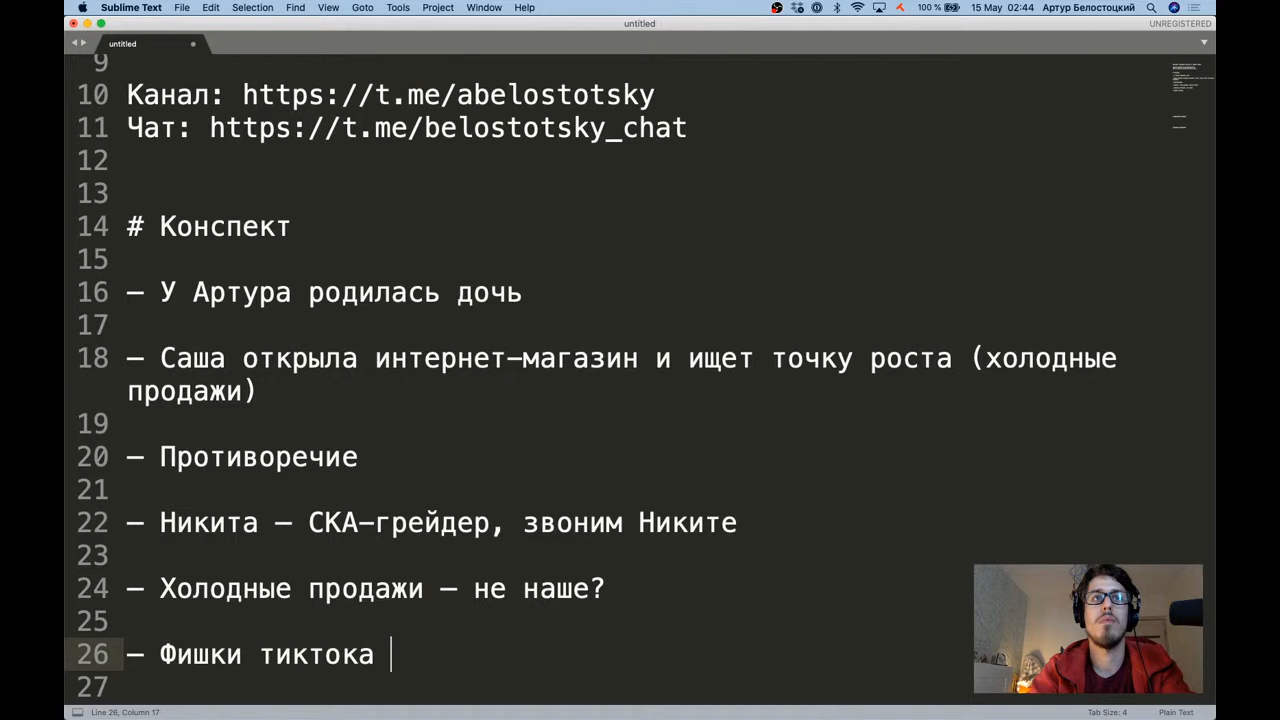 Sublime Text File Edit Selection Find View Goto Tools Project Window Help 100 % 15 May 02:44 Артур Белостоцкий
untitled UNREGISTERED
untitled
9
10 Канал: https://t.me/abelostotsky
11 Чат: https://t.me/belostotsky_chat
12
13
14 # Конспект
15
16 — У Артура родилась дочь
17
18 — Саша открыла интернет-магазин и ищет точку роста (холодные
продажи)
19
20 — Противоречие
21
22 — Никита — СКА-грейдер, звоним Никите
23
24 — Холодные продажи — не наше?
25
26 — Фишки тиктока
27
Line 26, Column 17 Tab Size: 4 Plain Text